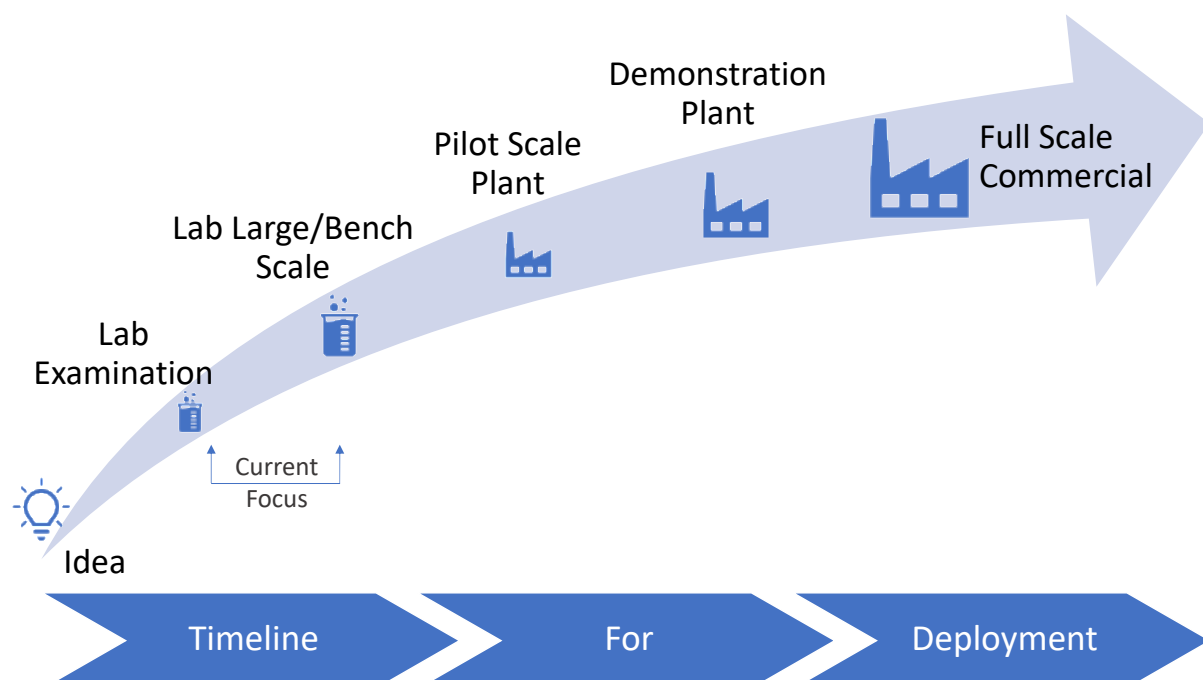 Demonstration
Plant
Full Scale
Commercial
Pilot Scale
Plant
Lab Large/Bench
Scale
Lab
Examination
Current
Focus
Idea
Timeline
For
Deployment